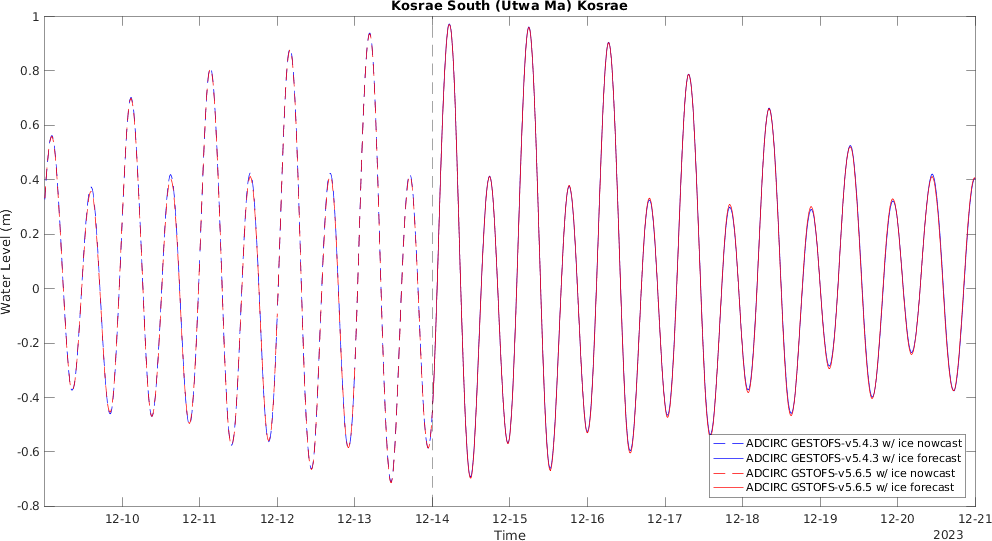 Kosrae South (Utwa Ma) Kosrae
Water Level (m)
1
0.8
0.6
0.4
0.2
0
-0.2
-0.4
-0.6
-0.8
ADCIRC GESTOFS-v5.4.3 w/ ice nowcast
ADCIRC GESTOFS-v5.4.3 w/ ice forecast
ADCIRC GSTOFS-v5.6.5 w/ ice nowcast
ADCIRC GSTOFS-v5.6.5 w/ ice forecast
12-10 12-11 12-12 12-13 12-14 12-15 12-16 12-17 12-18 12-19 12-20 12-21
Time
2023